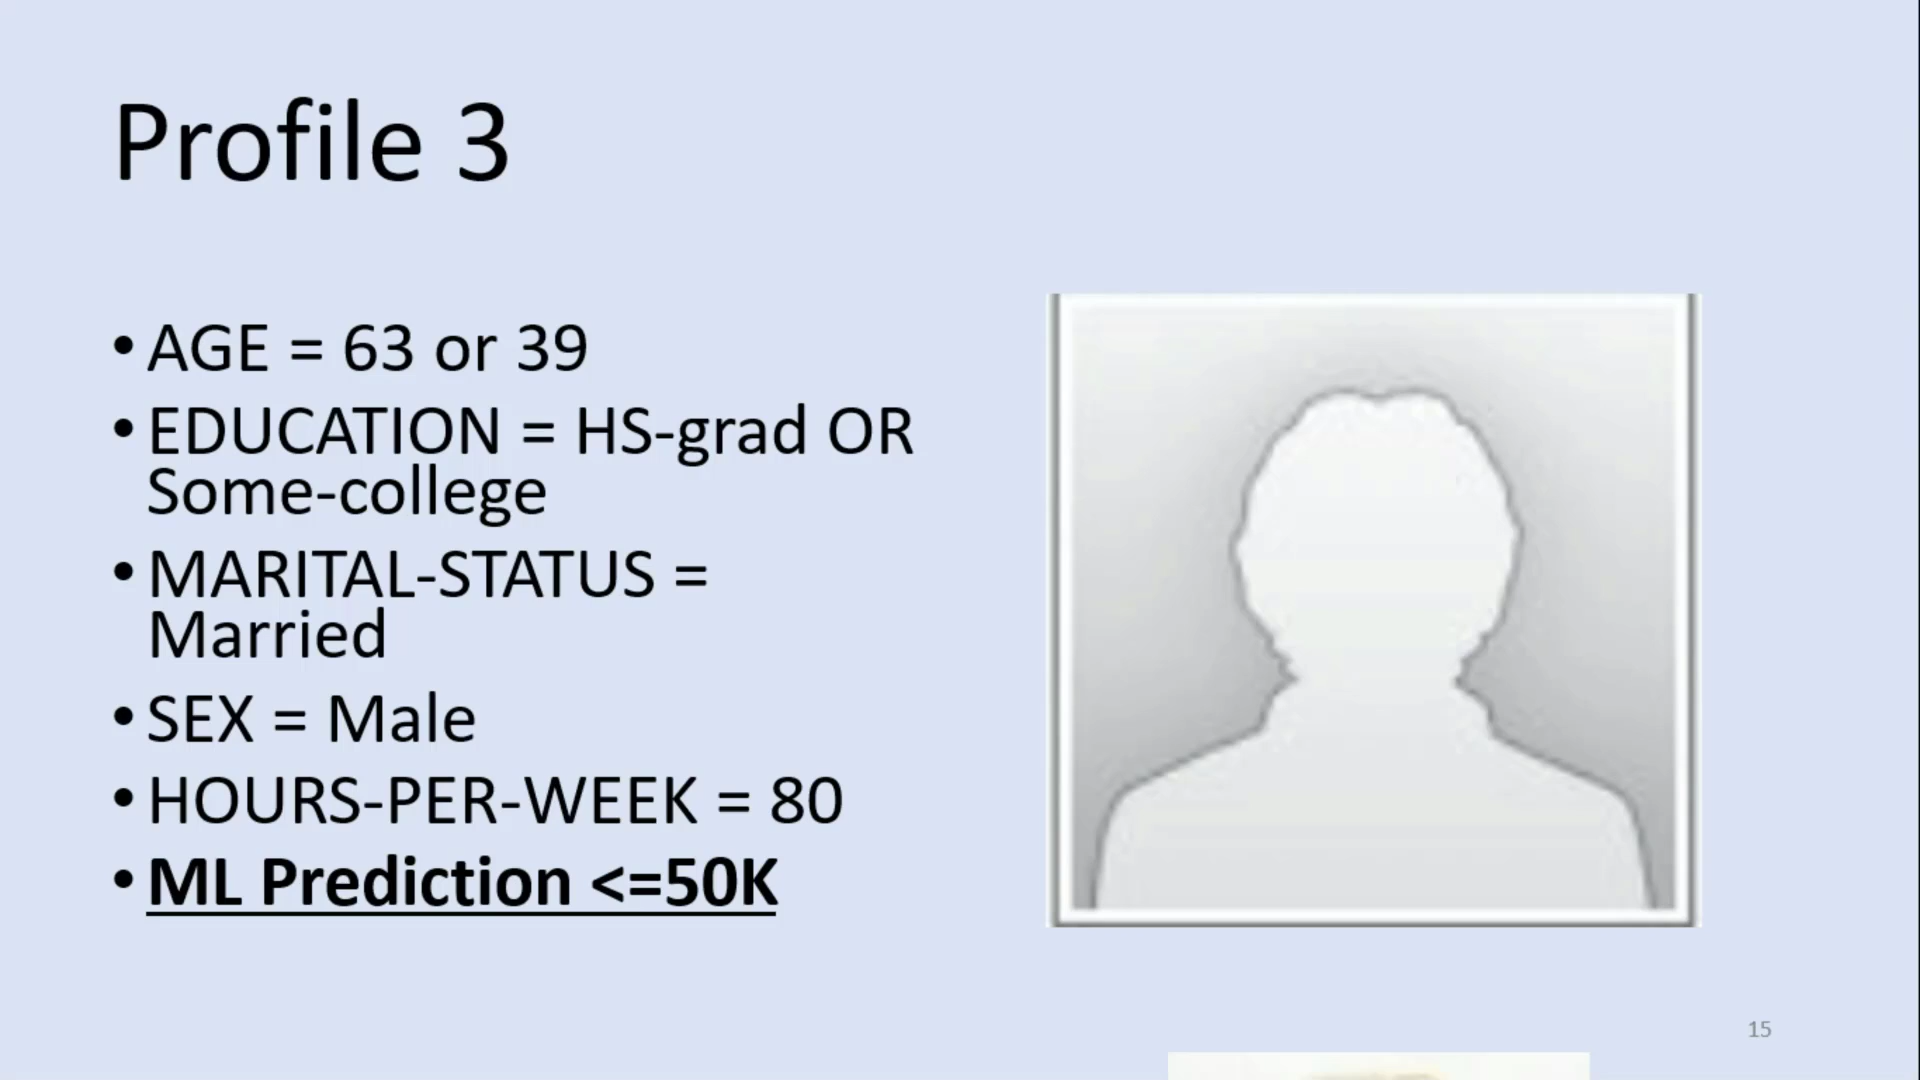 Profile 3
• AGE = 63 or 39
• EDUCATION = HS-grad OR
Some-college
• MARITAL-STATUS =
Married
• SEX = Male
• HOURS-PER-WEEK = 80
• ML Prediction <=50K
15